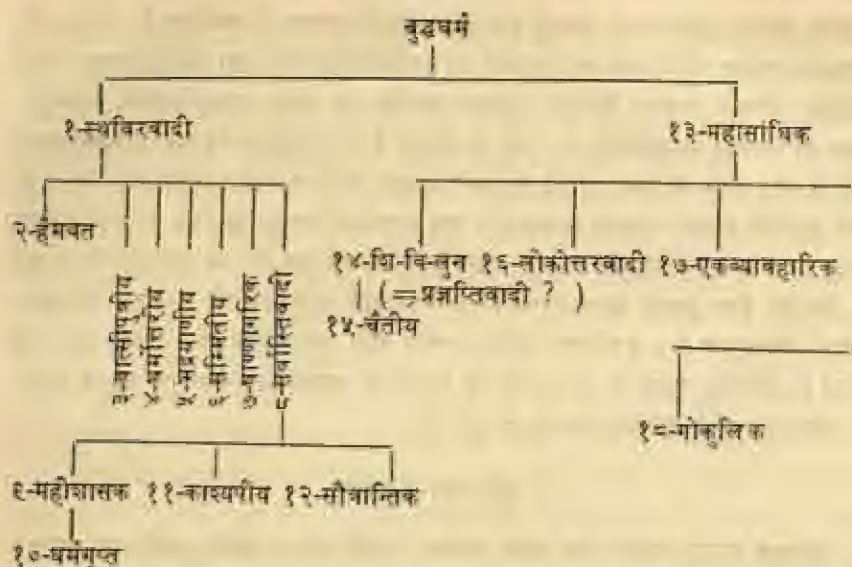 बुद्धधर्म
१-स्थविरवादी
१३-महासांघिक
२-हैमवत
३-वात्सीपुत्रीय
४-धर्मोत्तरीय
५-भद्रयाणीय
६-सम्मितीय
७-षाण्णागरिक
८-सर्वास्तिवादी
१४-शि-कि-लुन १६-लोकोत्तरवादी १७-एकव्यावहारिक
(=प्रज्ञप्तिवादी ? )
१५-चैतीय
१८-गोकुलिक
९-महीशासक ११-काश्यपीय १२-सौत्रान्तिक
१०-धर्मगुप्त